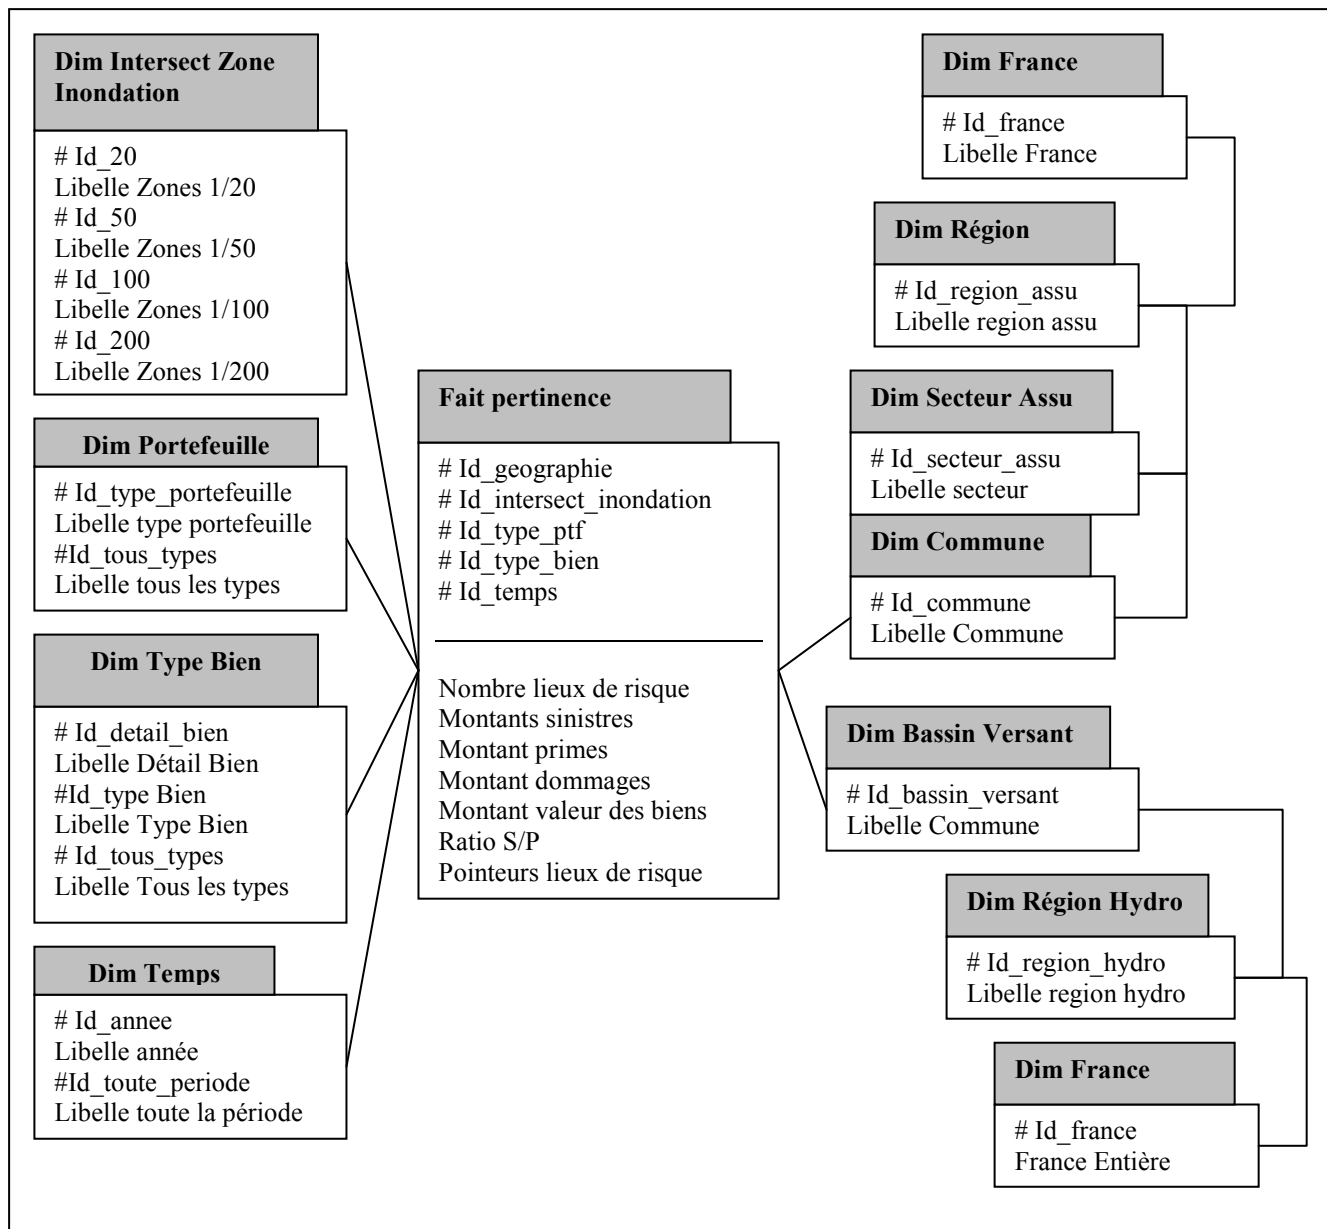 Dim Intersect Zone
Inondation
# Id_20
Libelle Zones 1/20
# Id_50
Libelle Zones 1/50
# Id_100
Libelle Zones 1/100
# Id_200
Libelle Zones 1/200
Dim Portefeuille
# Id_type_portefeuille
Libelle type portefeuille
#Id_tous_types
Libelle tous les types
Dim Type Bien
# Id_detail_bien
Libelle Détail Bien
#Id_type Bien
Libelle Type Bien
# Id_tous_types
Libelle Tous les types
Dim Temps
# Id_annee
Libelle année
#Id_toute_periode
Libelle toute la période
Fait pertinence
# Id_geographie
# Id_intersect_inondation
# Id_type_ptf
# Id_type_bien
# Id_temps
Nombre lieux de risque
Montants sinistres
Montant primes
Montant dommages
Montant valeur des biens
Ratio S/P
Pointeurs lieux de risque
Dim France
# Id_france
Libelle France
Dim Région
# Id_region_assu
Libelle region assu
Dim Secteur Assu
# Id_secteur_assu
Libelle secteur
Dim Commune
# Id_commune
Libelle Commune
Dim Bassin Versant
# Id_bassin_versant
Libelle Commune
Dim Région Hydro
# Id_region_hydro
Libelle region hydro
Dim France
# Id_france
France Entière